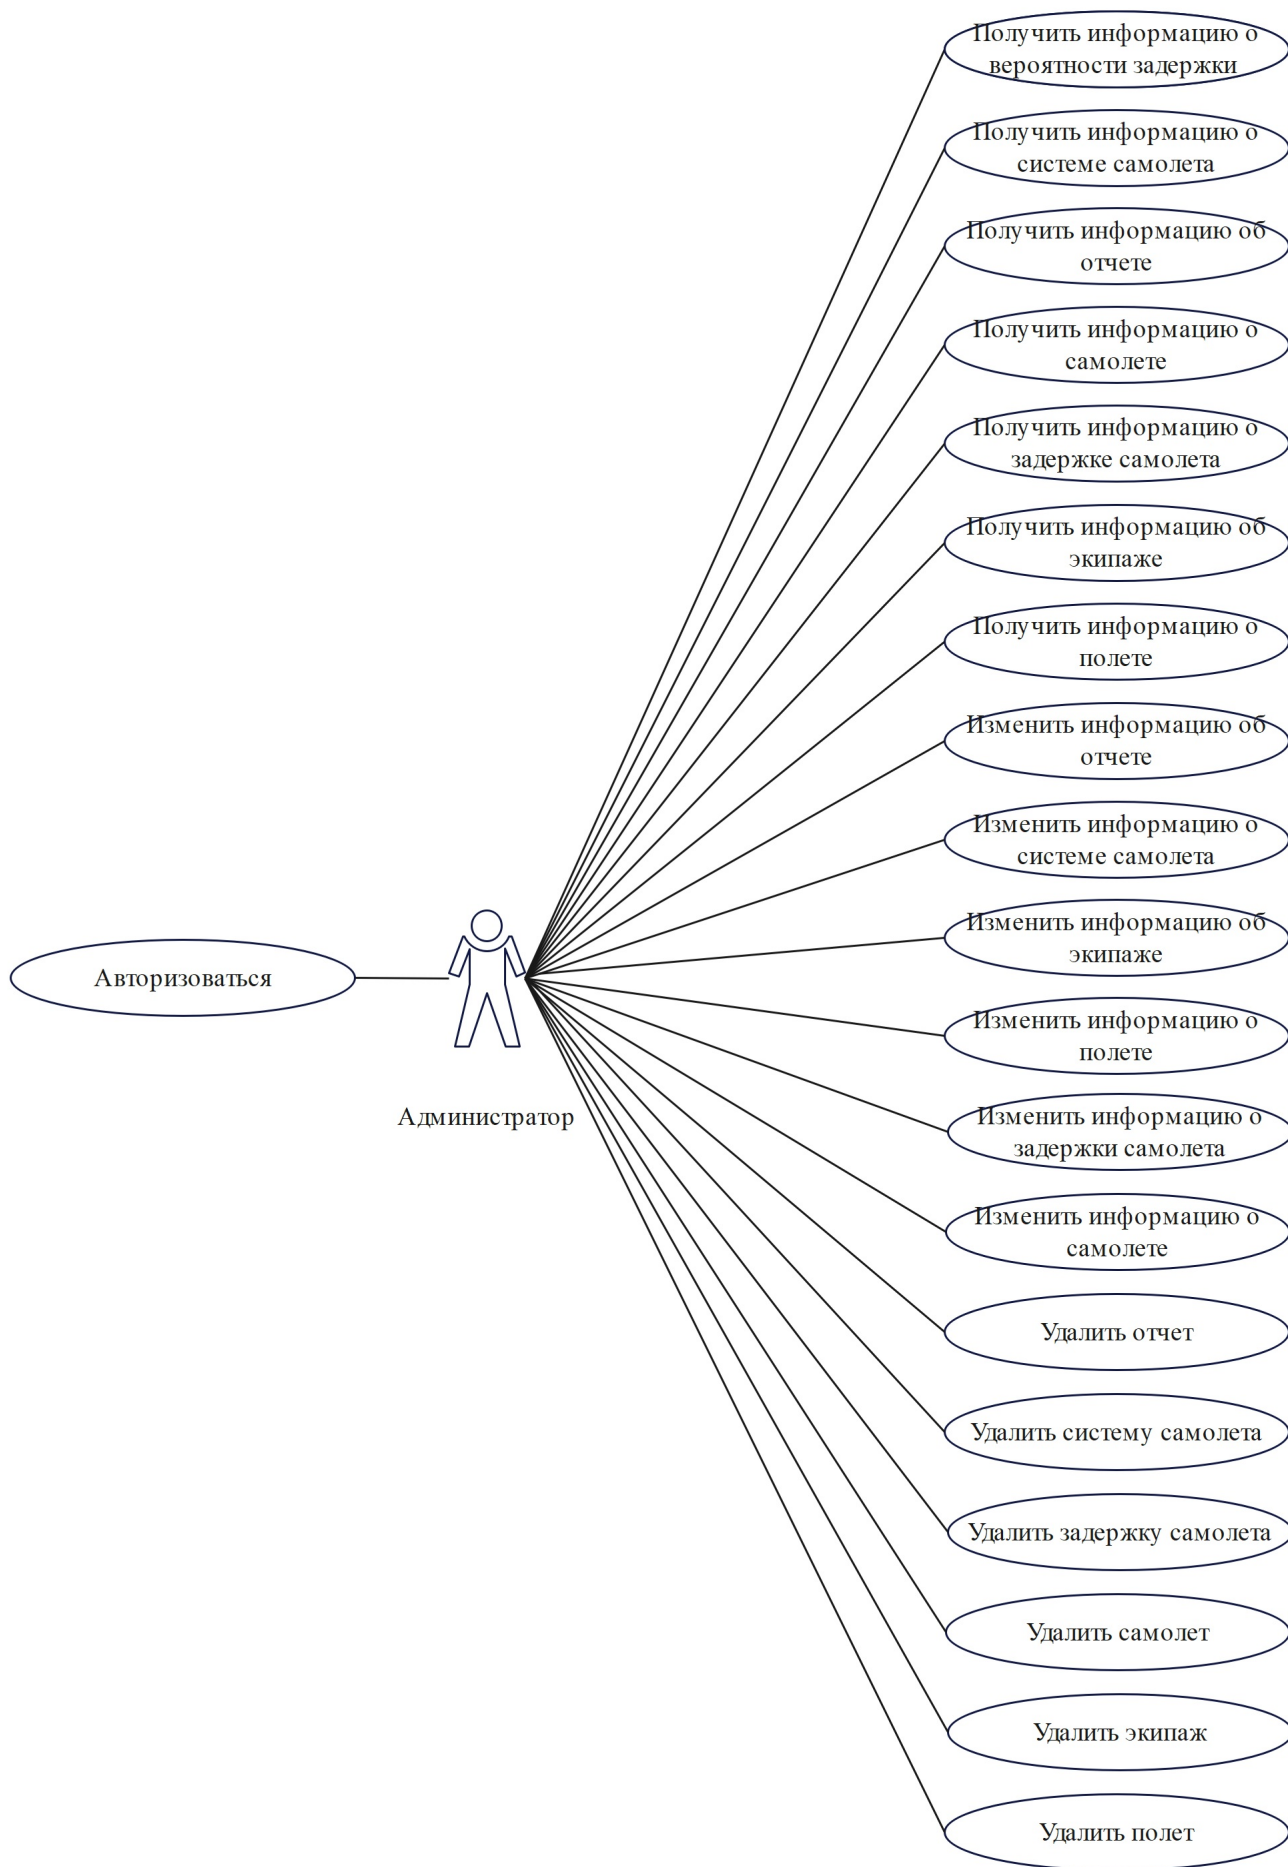 Получить информацию о
вероятности задержки
Получить информацию о
системе самолета
Получить информацию об
отчете
Получить информацию о
самолете
Получить информацию о
задержке самолета
Получить информацию об
экипаже
Получить информацию о
полете
Изменить информацию об
отчете
Изменить информацию о
системе самолета
Изменить информацию об
экипаже
Авторизоваться
Изменить информацию о
полете
Администратор
Изменить информацию о
задержки самолета
Изменить информацию о
самолете
Удалить отчет
Удалить систему самолета
Удалить задержку самолета
Удалить самолет
Удалить экипаж
Удалить полет